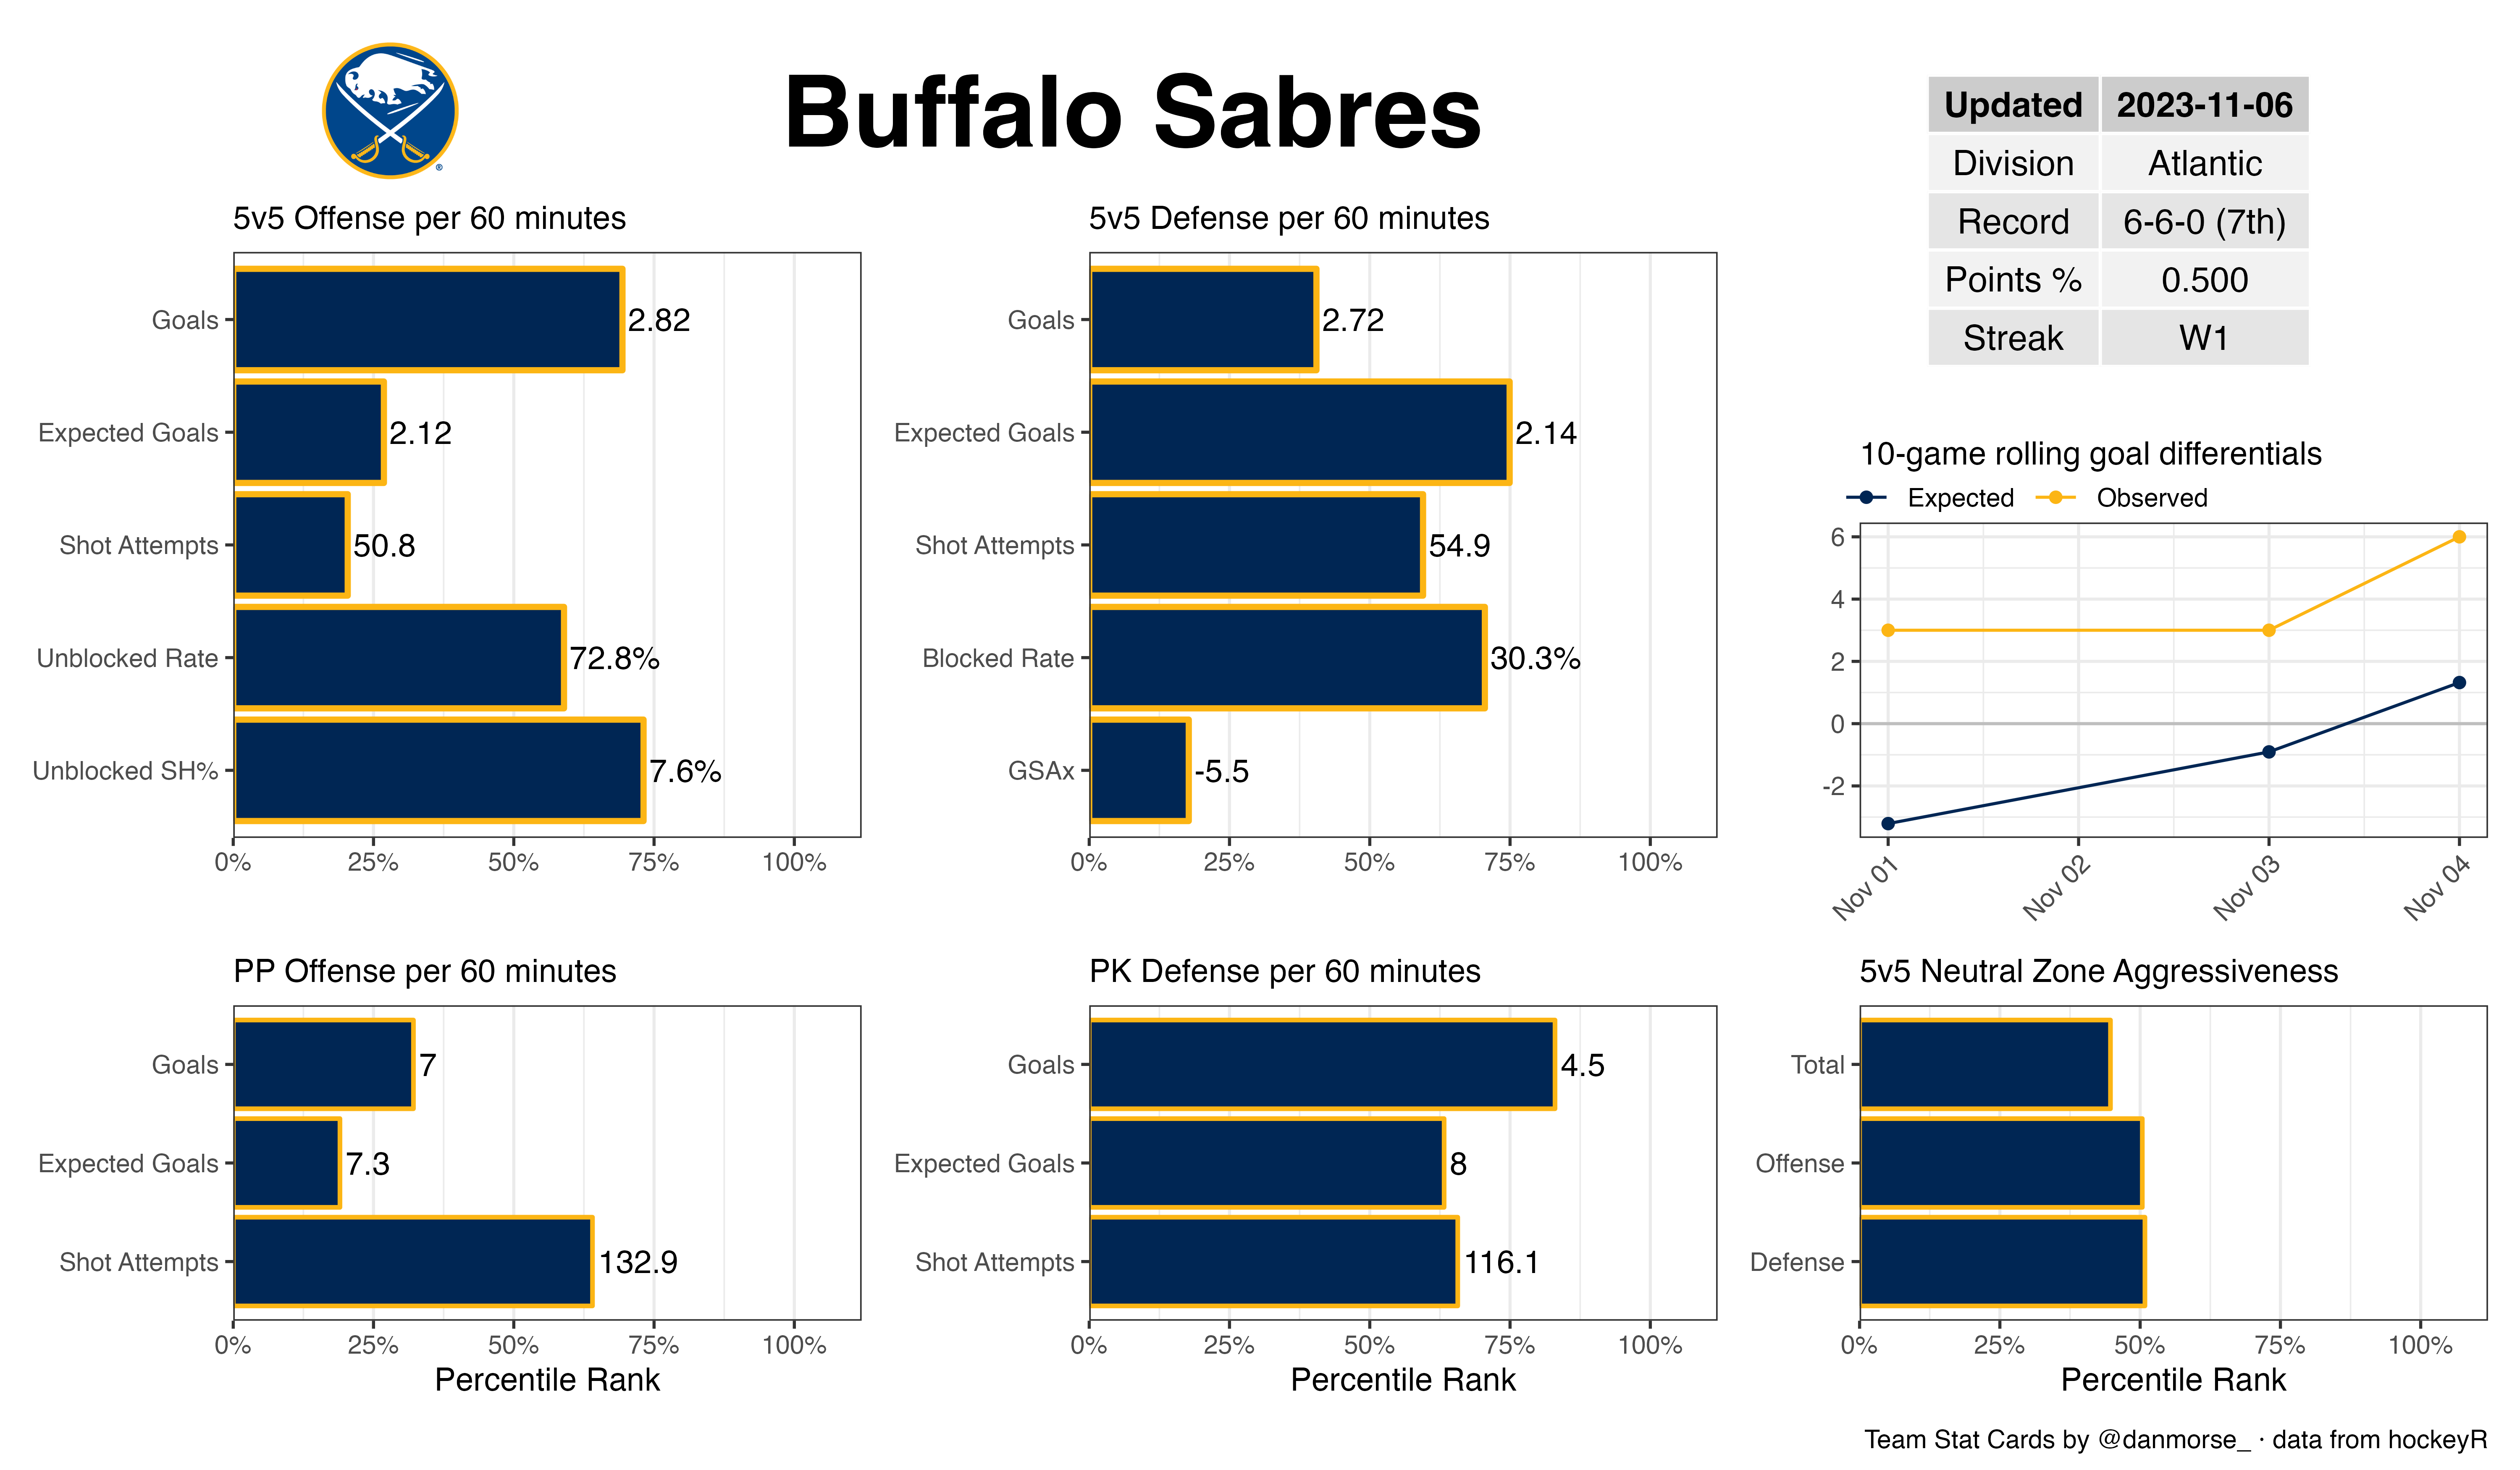 Buffalo Sabres
Updated 2023-11-06
Division Atlantic
Record 6-6-0 (7th)
Points % 0.500
Streak W1
5v5 Offense per 60 minutes
Goals 2.82
Expected Goals 2.12
Shot Attempts 50.8
Unblocked Rate 72.8%
Unblocked SH% 7.6%
0% 25% 50% 75% 100%
5v5 Defense per 60 minutes
Goals 2.72
Expected Goals 2.14
Shot Attempts 54.9
Blocked Rate 30.3%
GSAx -5.5
0% 25% 50% 75% 100%
10-game rolling goal differentials
Expected Observed
6
4
2
0
-2
Nov 01 Nov 02 Nov 03 Nov 04
PP Offense per 60 minutes
Goals 7
Expected Goals 7.3
Shot Attempts 132.9
0% 25% 50% 75% 100%
Percentile Rank
PK Defense per 60 minutes
Goals 4.5
Expected Goals 8
Shot Attempts 116.1
0% 25% 50% 75% 100%
Percentile Rank
5v5 Neutral Zone Aggressiveness
Total
Offense
Defense
0% 25% 50% 75% 100%
Percentile Rank
Team Stat Cards by @danmorse_ · data from hockeyR